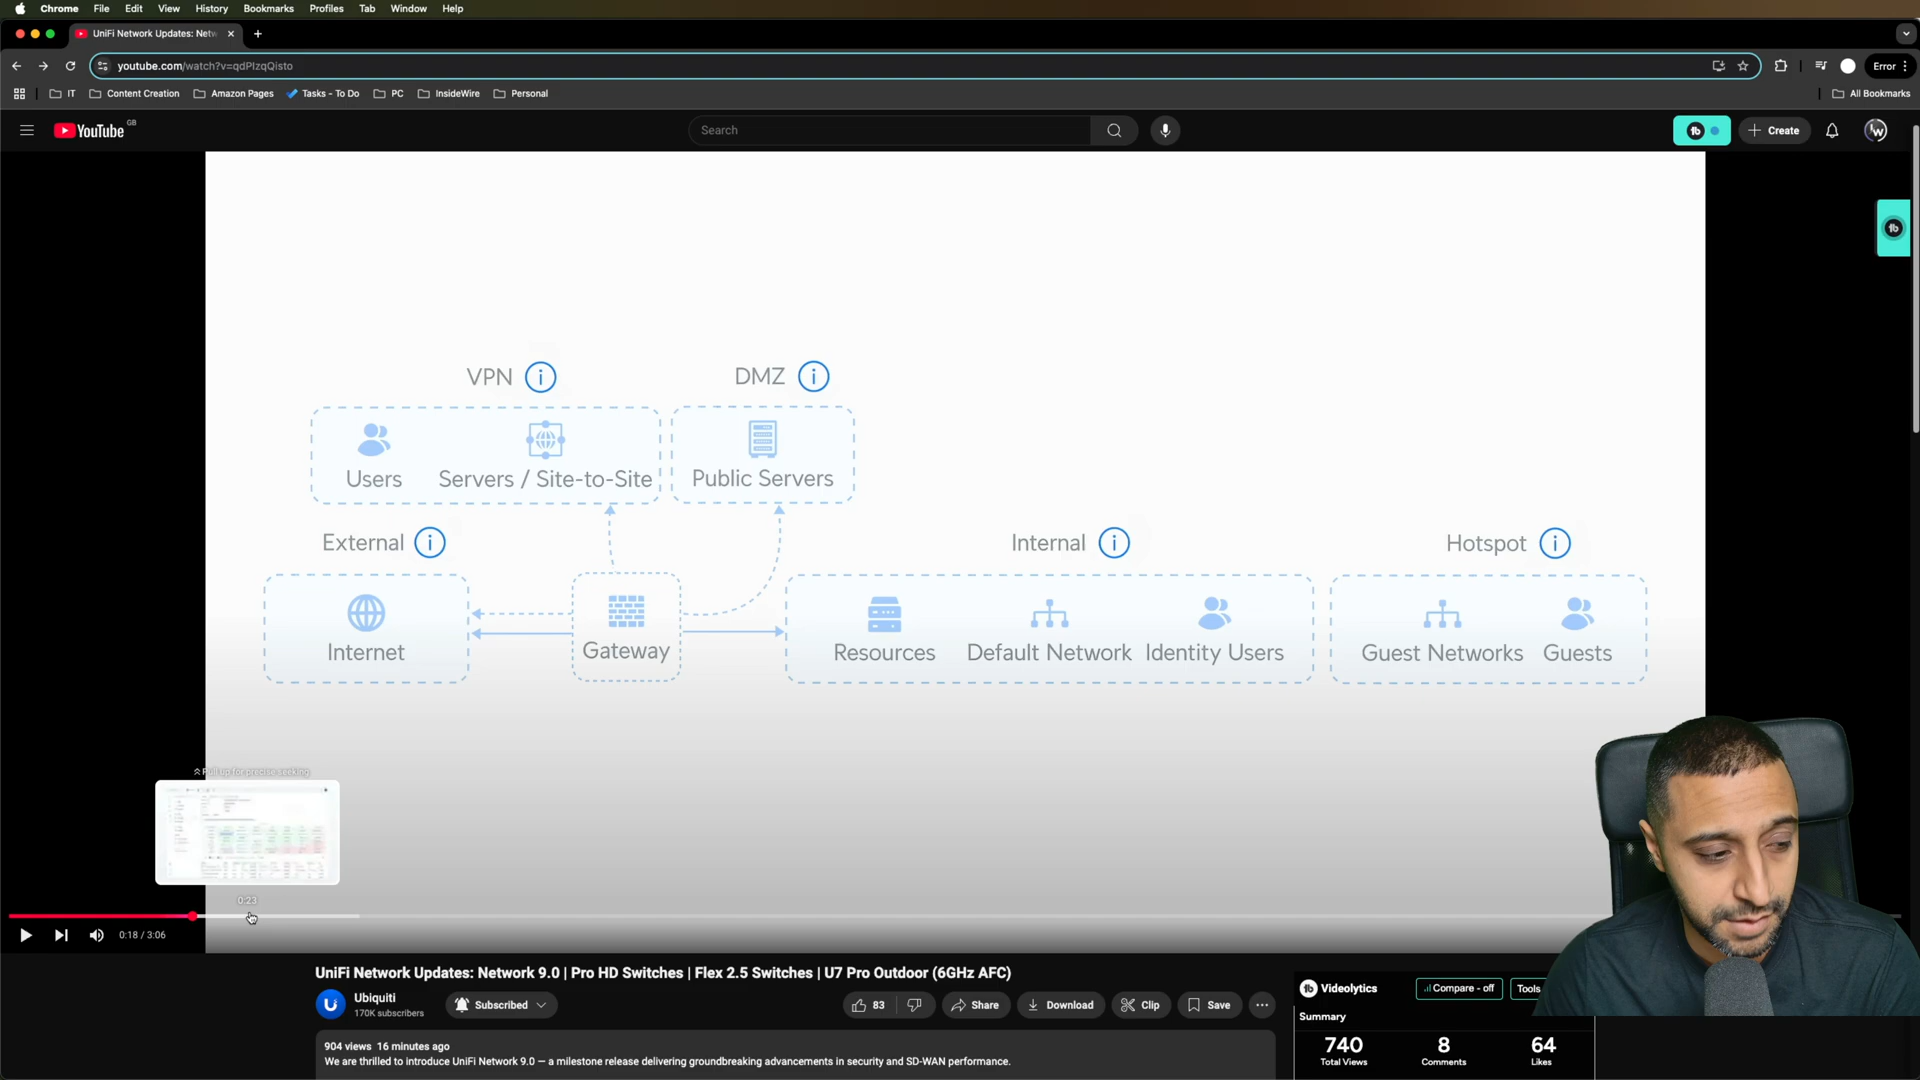 Chrome File Edit View History Bookmarks Profiles Tab Window Help
UniFi Network Updates: Netw
youtube.com/watch?v=qdPIzqQisto
Error
IT Content Creation Amazon Pages Tasks - To Do PC InsideWire Personal
All Bookmarks
YouTube GB
Search
Create
VPN
DMZ
Users
Servers / Site-to-Site
Public Servers
External
Internal
Hotspot
Internet
Gateway
Resources
Default Network
Identity Users
Guest Networks
Guests
Pull up for precise seeking
0:23
0:18 / 3:06
UniFi Network Updates: Network 9.0 | Pro HD Switches | Flex 2.5 Switches | U7 Pro Outdoor (6GHz AFC)
Ubiquiti
170K subscribers
Subscribed
83
Share
Download
Clip
Save
904 views 16 minutes ago
We are thrilled to introduce UniFi Network 9.0 — a milestone release delivering groundbreaking advancements in security and SD-WAN performance.
Videolytics
Compare - off
Tools
Summary
740
Total Views
8
Comments
64
Likes